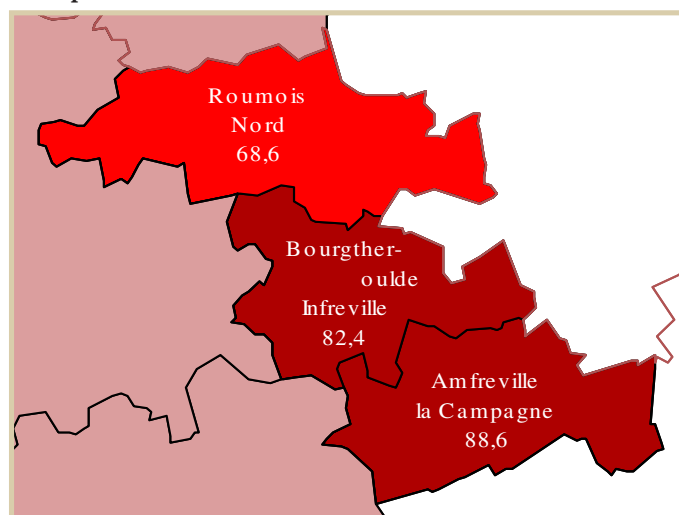 Roumois
Nord
68,6
Bourgther-
oulde
Infreville
82,4
Amfreville
la Campagne
88,6